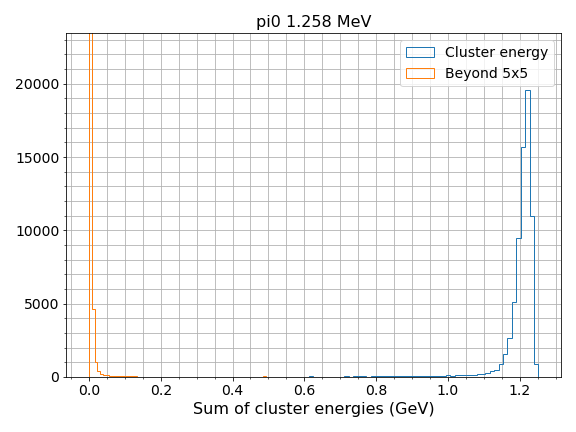 pi0 1.258 MeV
Cluster energy
Beyond 5x5
20000
15000
10000
5000
0
0.0 0.2 0.4 0.6 0.8 1.0 1.2
Sum of cluster energies (GeV)